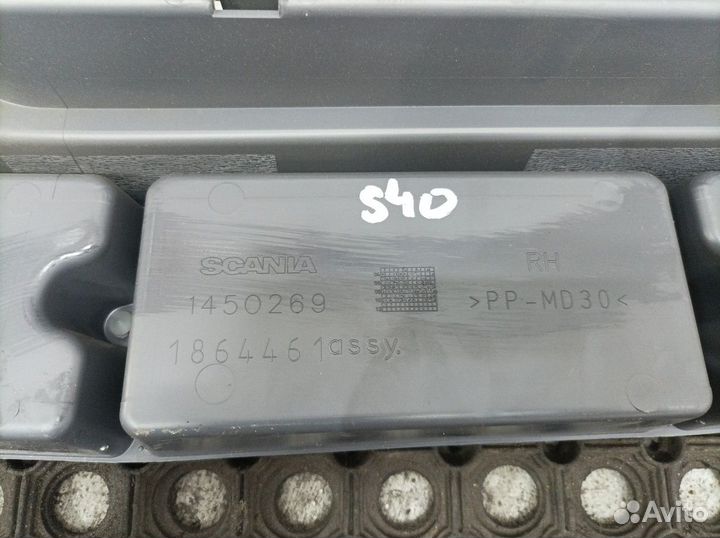 S40
SCANIA
RH
1450269
>PP-MD30<
1864461assy.
Avito